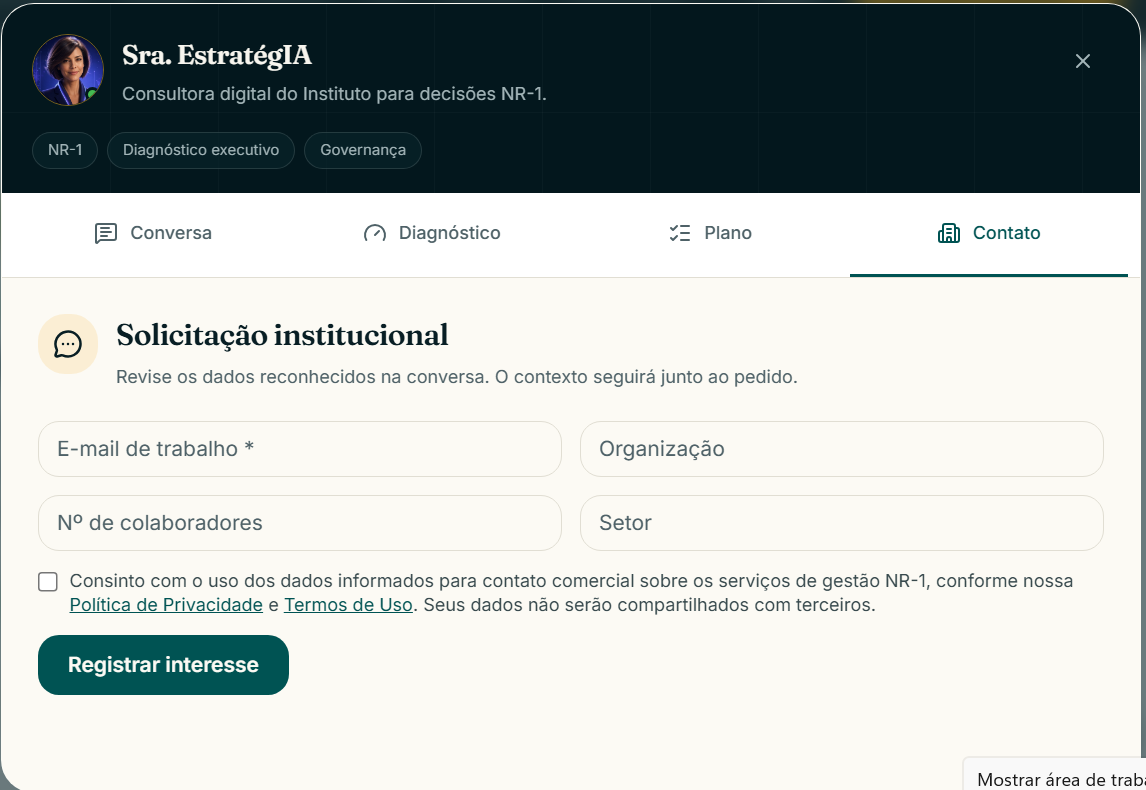 Sra. EstratégIA
Consultora digital do Instituto para decisões NR-1.
NR-1
Diagnóstico executivo
Governança
Conversa
Diagnóstico
Plano
Contato
Solicitação institucional
Revise os dados reconhecidos na conversa. O contexto seguirá junto ao pedido.
E-mail de trabalho *
Organização
Nº de colaboradores
Setor
Consinto com o uso dos dados informados para contato comercial sobre os serviços de gestão NR-1, conforme nossa
Política de Privacidade e Termos de Uso. Seus dados não serão compartilhados com terceiros.
Registrar interesse
Mostrar área de